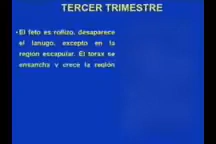 TERCER TRIMESTRE
• El feto es rollizo, desaparece
el lanugo, excepto en la
región escapular. El tórax se
ensancha y crece la región